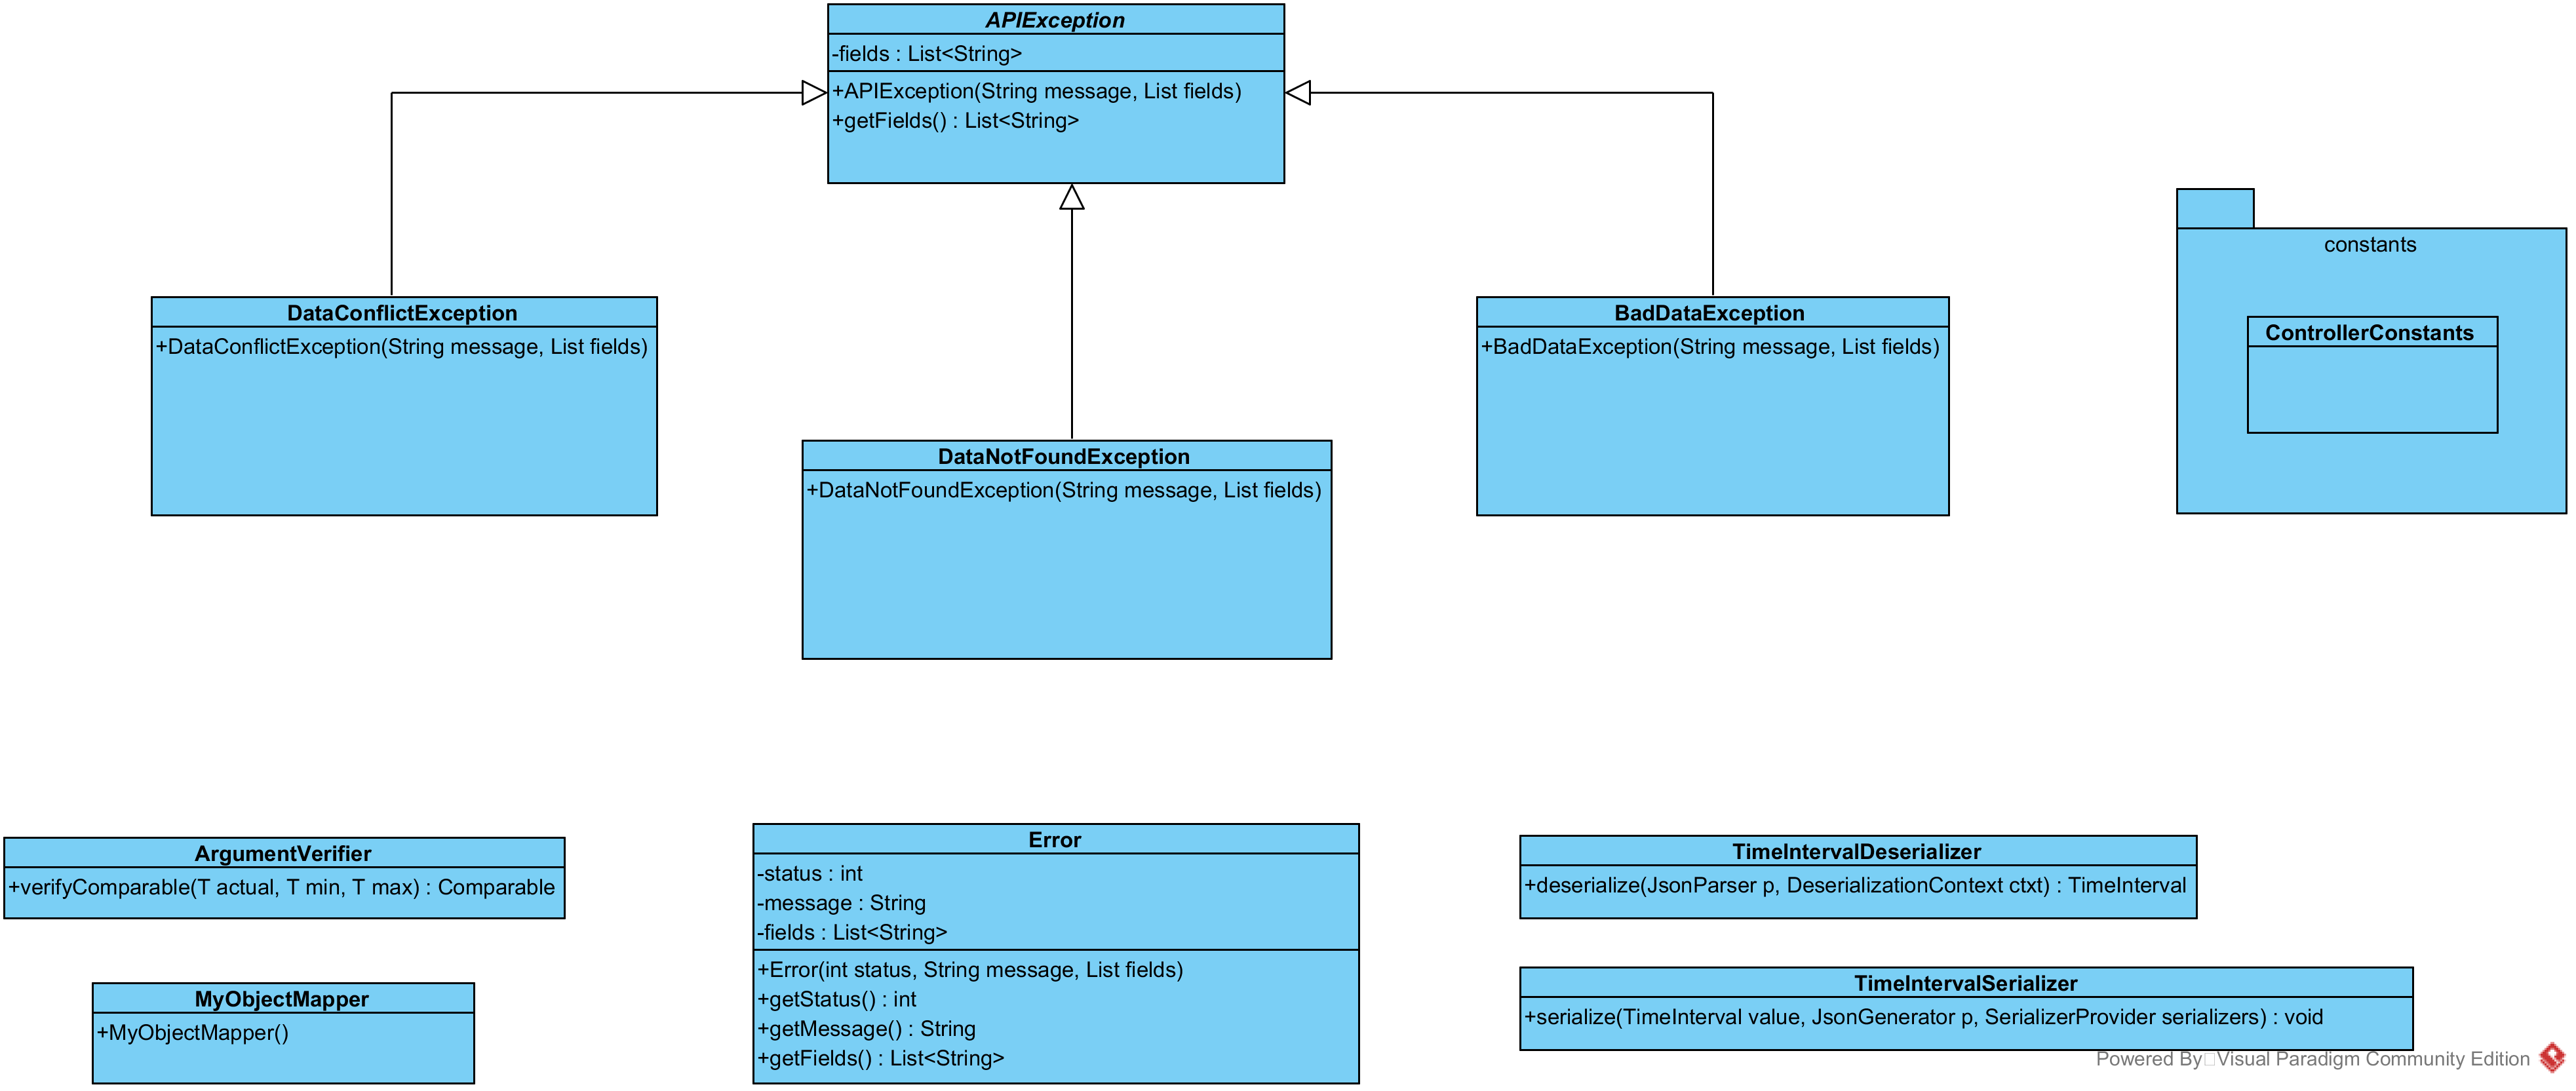 APIException
-fields : List<String>
+APIException(String message, List fields)
+getFields() : List<String>
constants
ControllerConstants
DataConflictException
+DataConflictException(String message, List fields)
BadDataException
+BadDataException(String message, List fields)
DataNotFoundException
+DataNotFoundException(String message, List fields)
ArgumentVerifier
+verifyComparable(T actual, T min, T max) : Comparable
MyObjectMapper
+MyObjectMapper()
Error
-status : int
-message : String
-fields : List<String>
+Error(int status, String message, List fields)
+getStatus() : int
+getMessage() : String
+getFields() : List<String>
TimeIntervalDeserializer
+deserialize(JsonParser p, DeserializationContext ctxt) : TimeInterval
TimeIntervalSerializer
+serialize(TimeInterval value, JsonGenerator p, SerializerProvider serializers) : void
Powered By Visual Paradigm Community Edition